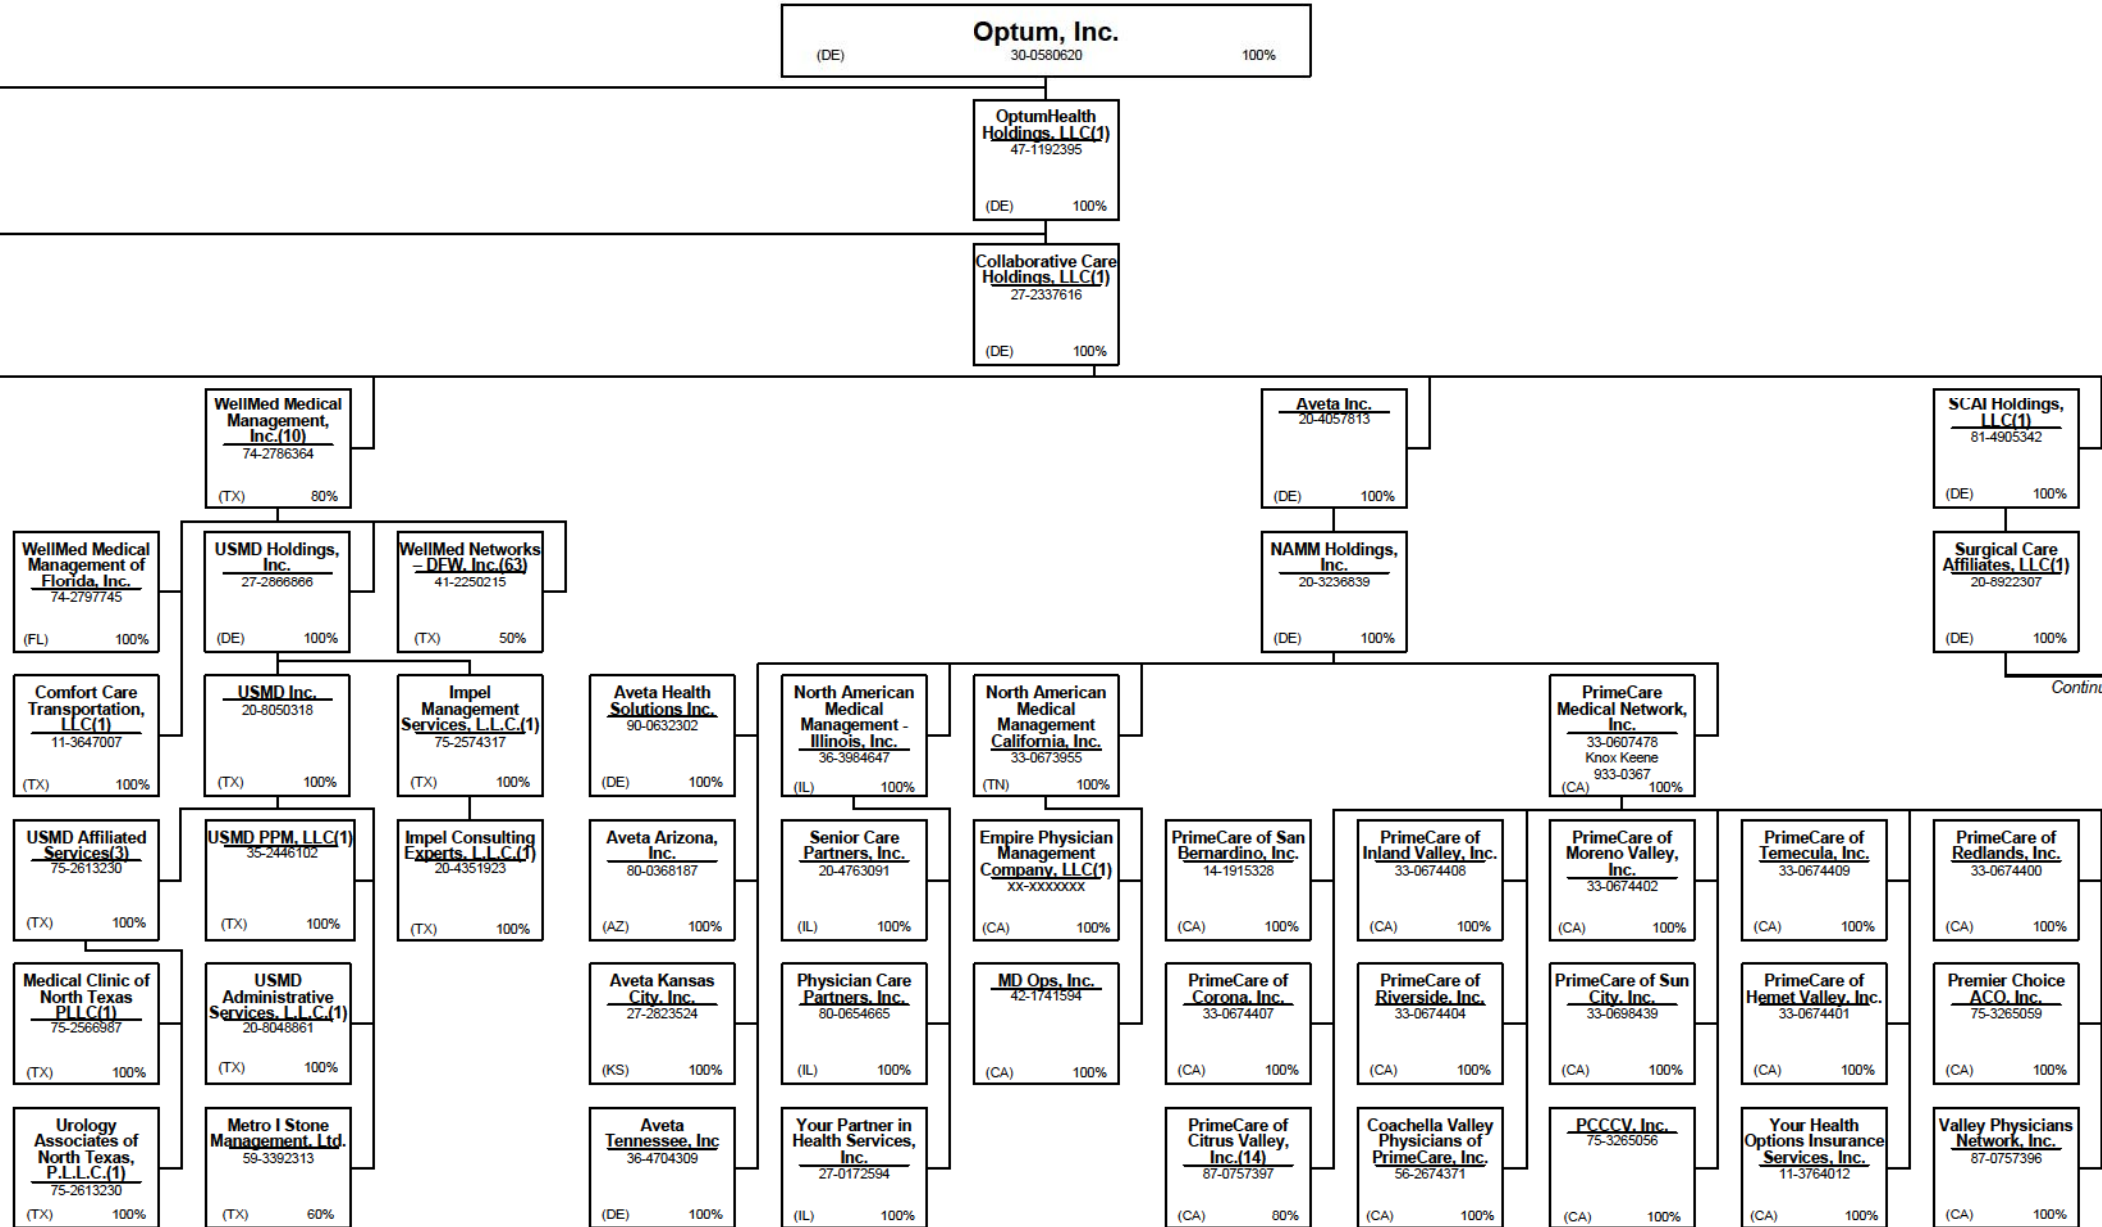 Optum, Inc.
30-0580620
(DE) 100%
OptumHealth
Holdings, LLC(1)
47-1192395
(DE) 100%
Collaborative Care
Holdings, LLC(1)
27-2337616
(DE) 100%
WellMed Medical
Management,
Inc.(10)
74-2786364
(TX) 80%
Aveta Inc.
20-4057813
(DE) 100%
SCAI Holdings,
LLC(1)
81-4905342
(DE) 100%
WellMed Medical
Management of
Florida, Inc.
74-2797745
(FL) 100%
USMD Holdings,
Inc.
27-2866866
(DE) 100%
WellMed Networks
– DFW, Inc.(63)
41-2250215
(TX) 50%
NAMM Holdings,
Inc.
20-3236839
(DE) 100%
Surgical Care
Affiliates, LLC(1)
20-8922307
(DE) 100%
Continu
Comfort Care
Transportation,
LLC(1)
11-3647007
(TX) 100%
USMD Inc.
20-8050318
(TX) 100%
Impel
Management
Services, L.L.C.(1)
75-2574317
(TX) 100%
Aveta Health
Solutions Inc.
90-0632302
(DE) 100%
North American
Medical
Management -
Illinois, Inc.
36-3984647
(IL) 100%
North American
Medical
Management
California, Inc.
33-0673955
(TN) 100%
PrimeCare
Medical Network,
Inc.
33-0607478
Knox Keene
933-0367
(CA) 100%
USMD Affiliated
Services(3)
75-2613230
(TX) 100%
USMD PPM, LLC(1)
35-2446102
(TX) 100%
Impel Consulting
Experts, L.L.C.(1)
20-4351923
(TX) 100%
Aveta Arizona,
Inc.
80-0368187
(AZ) 100%
Senior Care
Partners, Inc.
20-4763091
(IL) 100%
Empire Physician
Management
Company, LLC(1)
xx-xxxxxxx
(CA) 100%
PrimeCare of San
Bernardino, Inc.
14-1915328
(CA) 100%
PrimeCare of
Inland Valley, Inc.
33-0674408
(CA) 100%
PrimeCare of
Moreno Valley,
Inc.
33-0674402
(CA) 100%
PrimeCare of
Temecula, Inc.
33-0674409
(CA) 100%
PrimeCare of
Redlands, Inc.
33-0674400
(CA) 100%
Medical Clinic of
North Texas
PLLC(1)
75-2566987
(TX) 100%
USMD
Administrative
Services, L.L.C.(1)
20-8048861
(TX) 100%
Aveta Kansas
City, Inc.
27-2823524
(KS) 100%
Physician Care
Partners, Inc.
80-0654665
(IL) 100%
MD Ops, Inc.
42-1741594
(CA) 100%
PrimeCare of
Corona, Inc.
33-0674407
(CA) 100%
PrimeCare of
Riverside, Inc.
33-0674404
(CA) 100%
PrimeCare of Sun
City, Inc.
33-0698439
(CA) 100%
PrimeCare of
Hemet Valley, Inc.
33-0674401
(CA) 100%
Premier Choice
ACO, Inc.
75-3265059
(CA) 100%
Urology
Associates of
North Texas,
P.L.L.C.(1)
75-2613230
(TX) 100%
Metro I Stone
Management, Ltd.
59-3392313
(TX) 60%
Aveta
Tennessee, Inc
36-4704309
(DE) 100%
Your Partner in
Health Services,
Inc.
27-0172594
(IL) 100%
PrimeCare of
Citrus Valley,
Inc.(14)
87-0757397
(CA) 80%
Coachella Valley
Physicians of
PrimeCare, Inc.
56-2674371
(CA) 100%
PCCCV, Inc.
75-3265056
(CA) 100%
Your Health
Options Insurance
Services, Inc.
11-3764012
(CA) 100%
Valley Physicians
Network, Inc.
87-0757396
(CA) 100%